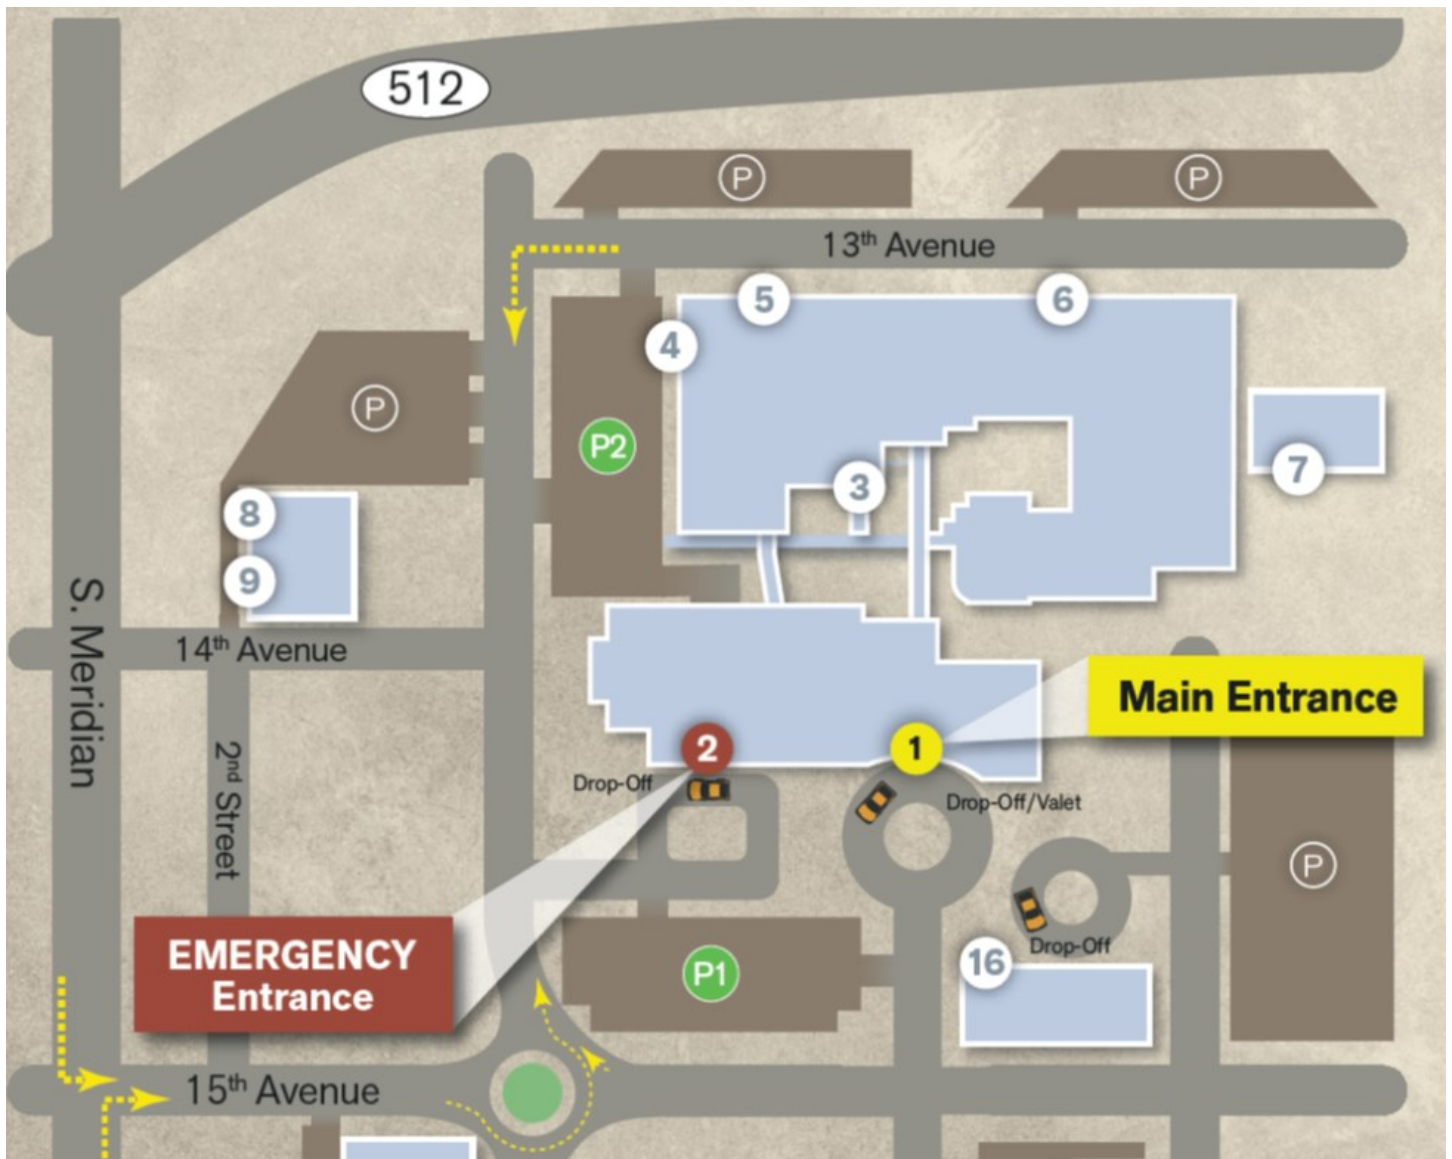 512
P
P
13th Avenue
5
6
4
P
P2
3
7
8
9
S. Meridian
14th Avenue
Main Entrance
2
1
Drop-Off
Drop-Off/Valet
2nd Street
P
EMERGENCY
Entrance
Drop-Off
16
P1
15th Avenue